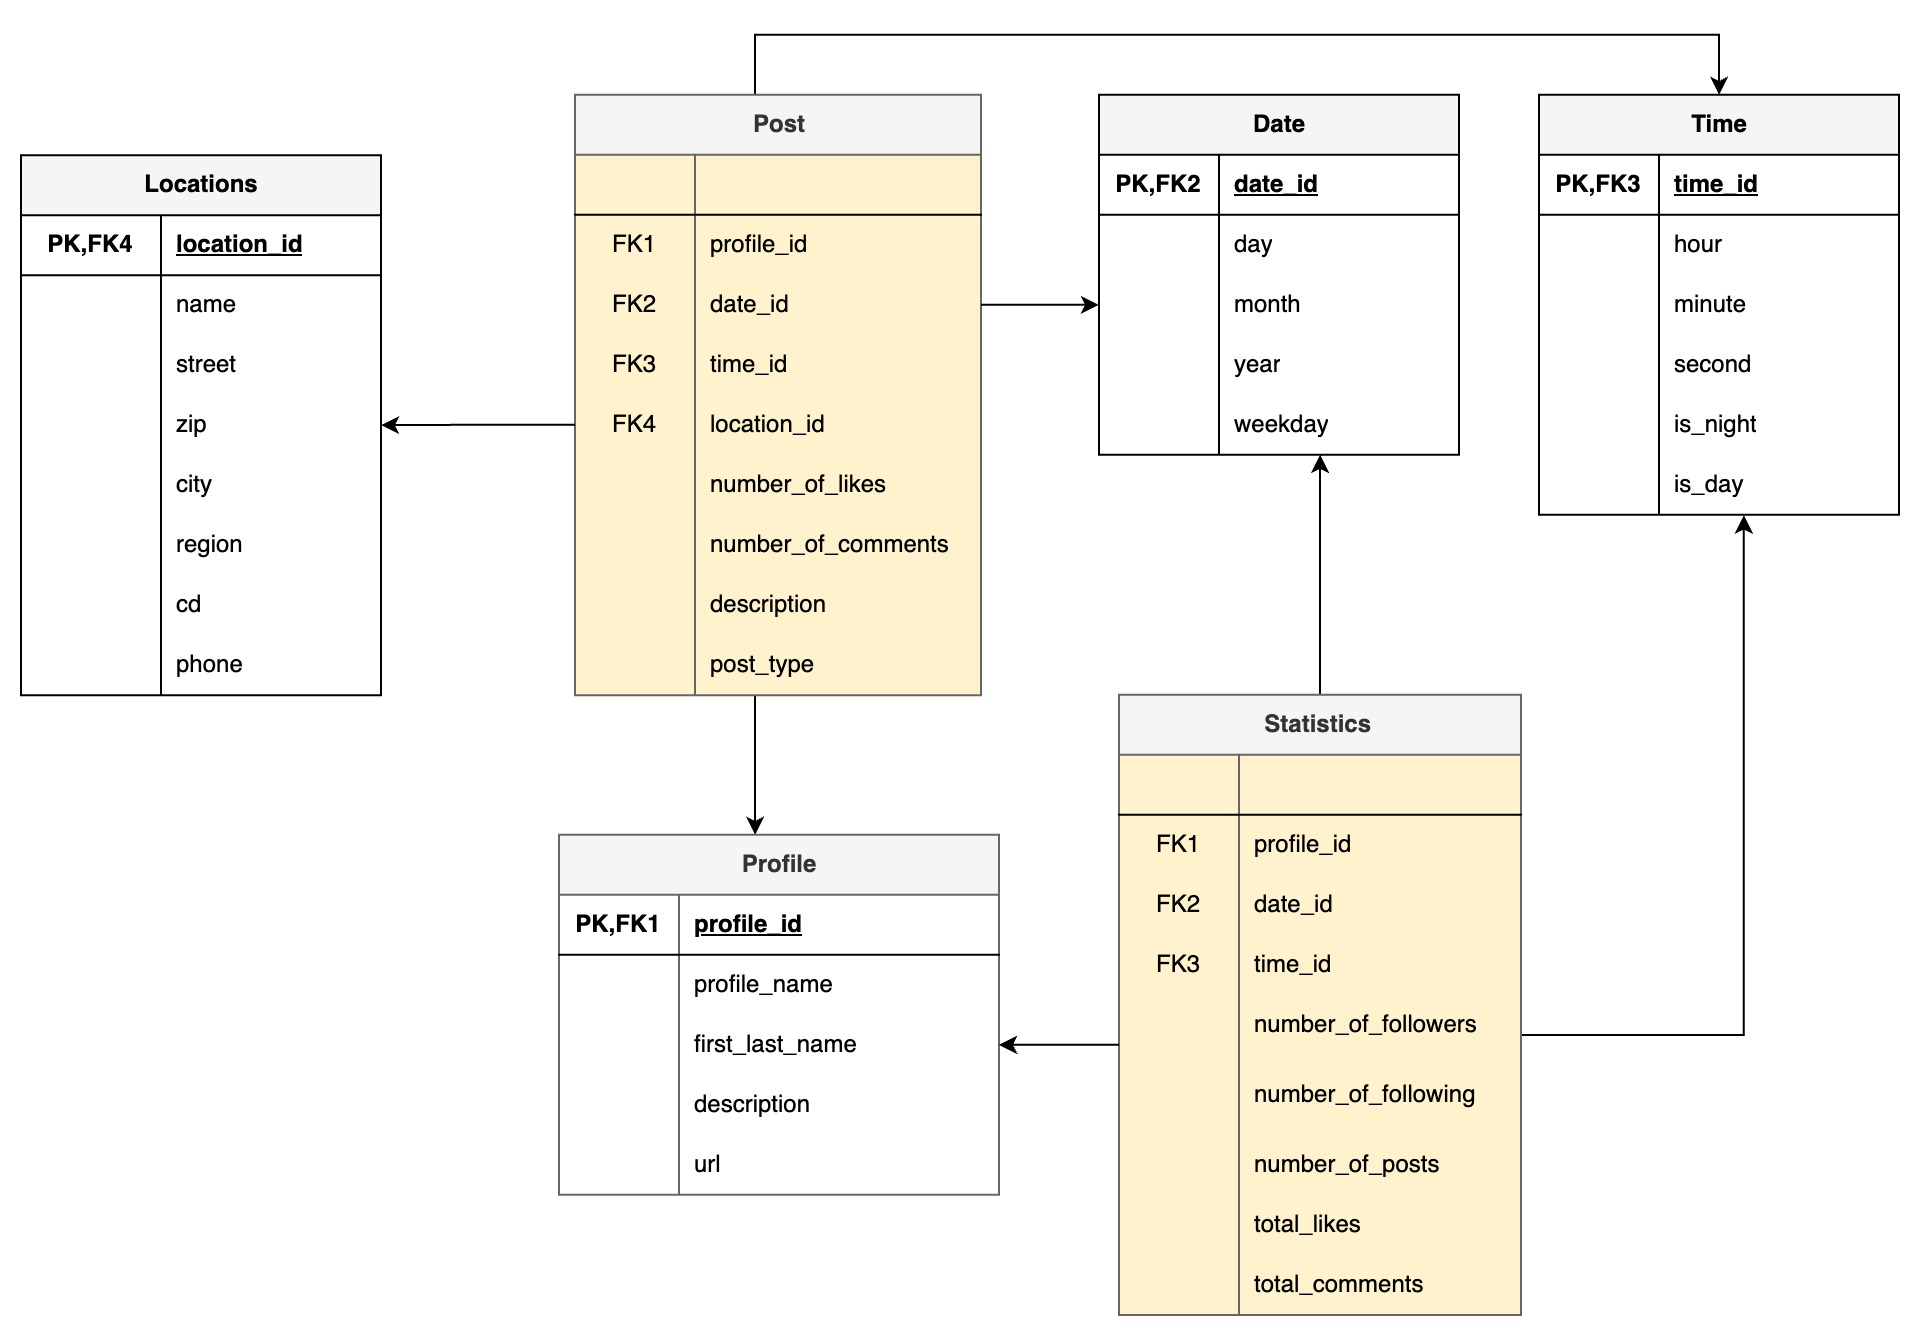 Locations
PK,FK4 location_id
name
street
zip
city
region
cd
phone
Post
FK1 profile_id
FK2 date_id
FK3 time_id
FK4 location_id
number_of_likes
number_of_comments
description
post_type
Date
PK,FK2 date_id
day
month
year
weekday
Time
PK,FK3 time_id
hour
minute
second
is_night
is_day
Profile
PK,FK1 profile_id
profile_name
first_last_name
description
url
Statistics
FK1 profile_id
FK2 date_id
FK3 time_id
number_of_followers
number_of_following
number_of_posts
total_likes
total_comments